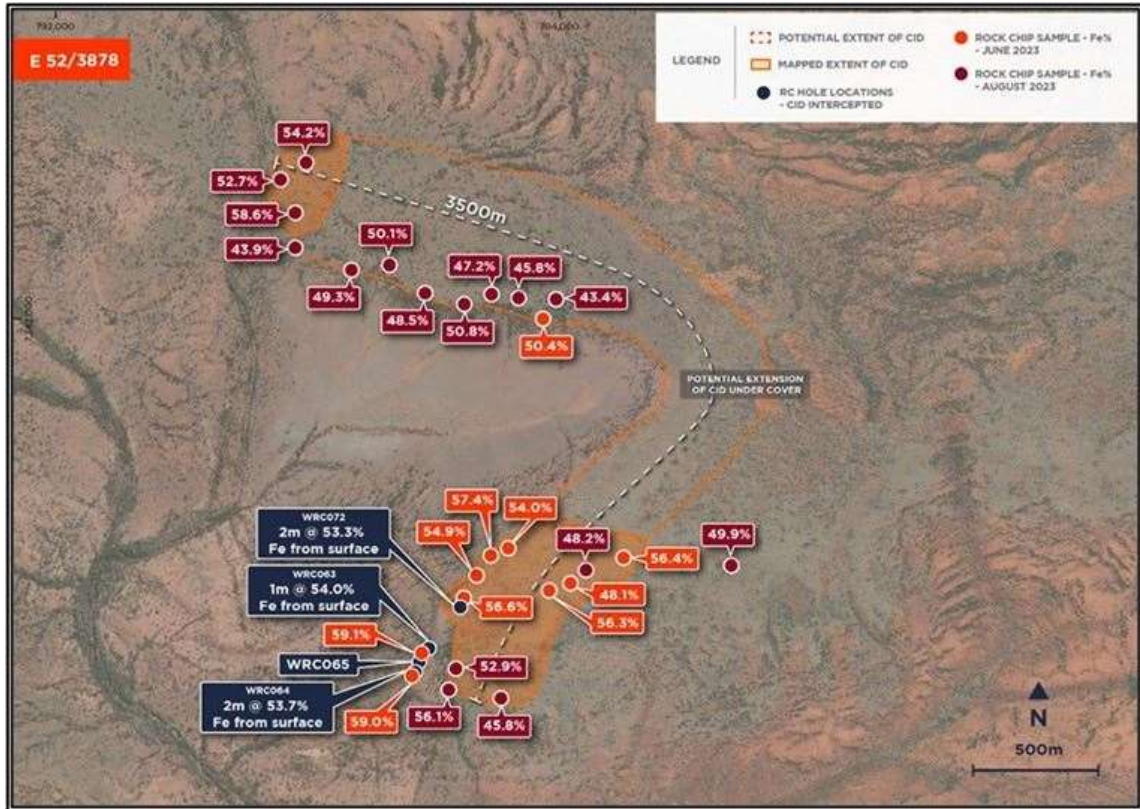 792,000
794,000
E 52/3878
LEGEND
POTENTIAL EXTENT OF CID
MAPPED EXTENT OF CID
RC HOLE LOCATIONS
- CID INTERCEPTED
ROCK CHIP SAMPLE - Fe%
- JUNE 2023
ROCK CHIP SAMPLE - Fe%
- AUGUST 2023
54.2%
52.7%
58.6%
43.9%
3500m
50.1%
47.2%
45.8%
49.3%
48.5%
50.8%
43.4%
50.4%
POTENTIAL EXTENSION
OF CID UNDER COVER
57.4%
54.0%
54.9%
WRC072
2m @ 53.3%
Fe from surface
48.2%
49.9%
56.4%
WRC063
1m @ 54.0%
Fe from surface
56.6%
48.1%
56.3%
59.1%
WRC065
52.9%
WRC064
2m @ 53.7%
Fe from surface
59.0%
56.1%
45.8%
N
500m